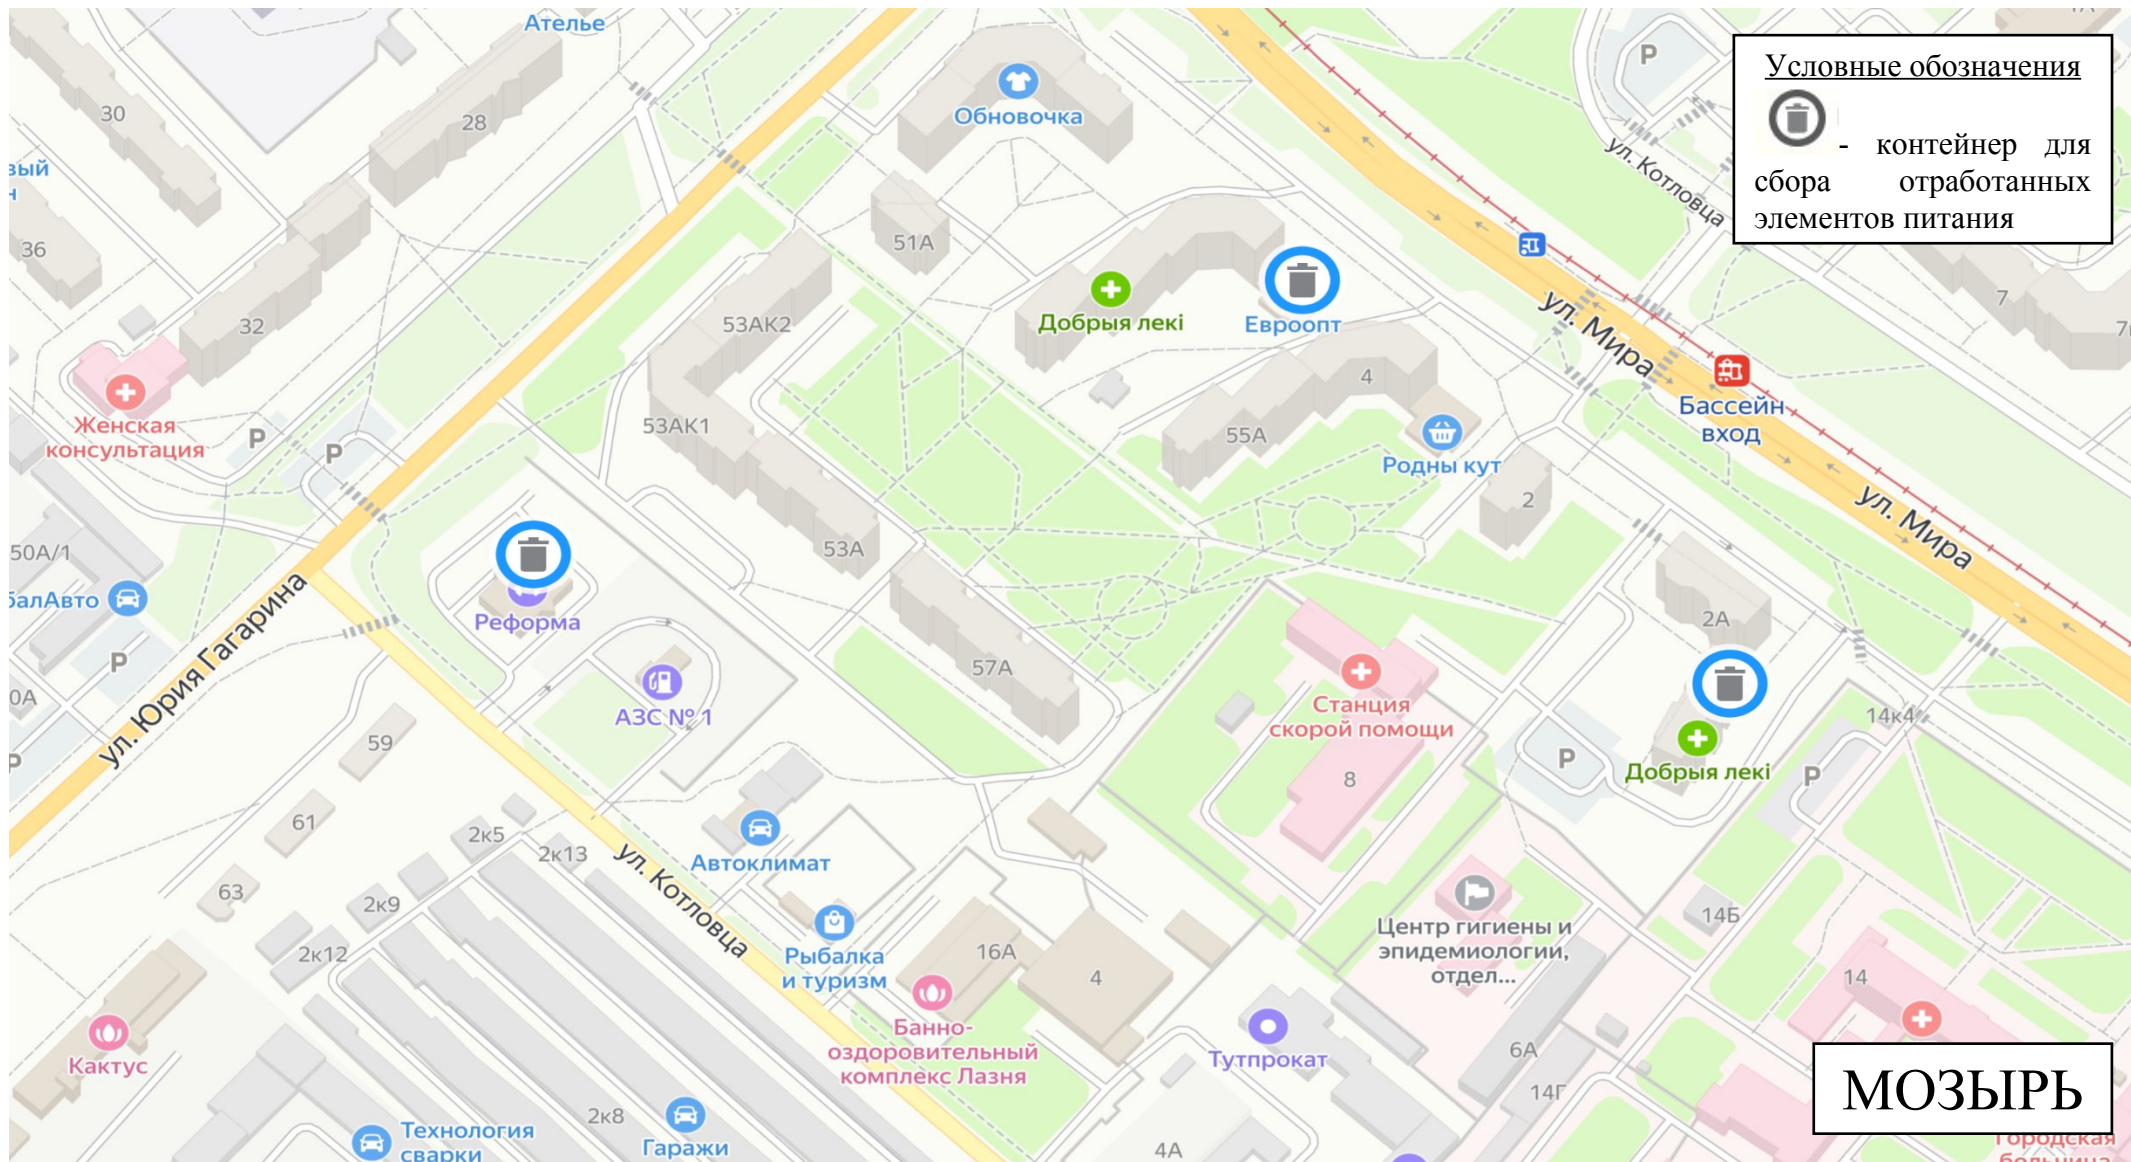 Ателье
30
28
Обновочка
P
ул. Котловца
Условные обозначения
- контейнер для
сбора отработанных
элементов питания
36
32
51А
53АК2
Добрыя лекі
Евроопт
ул. Мира
7
Женская
консультация
P
P
53АК1
4
55А
Родны кут
Бассейн
вход
2
ул. Мира
50А/1
53А
Реформа
ул. Юрия Гагарина
P
2А
57А
АЗС № 1
Станция
скорой помощи
8
59
14к4
P
Добрыя лекі
P
61
2к5
2к13
ул. Котловца
Автоклимат
63
2к9
2к12
Рыбалка
и туризм
16А
4
Центр гигиены и
эпидемиологии,
отдел...
14Б
14
Кактус
Банно-
оздоровительный
комплекс Лазня
Тутпрокат
6А
14Г
МОЗЫРЬ
2к8
Технология
сварки
Гаражи
4А
Городская
больница